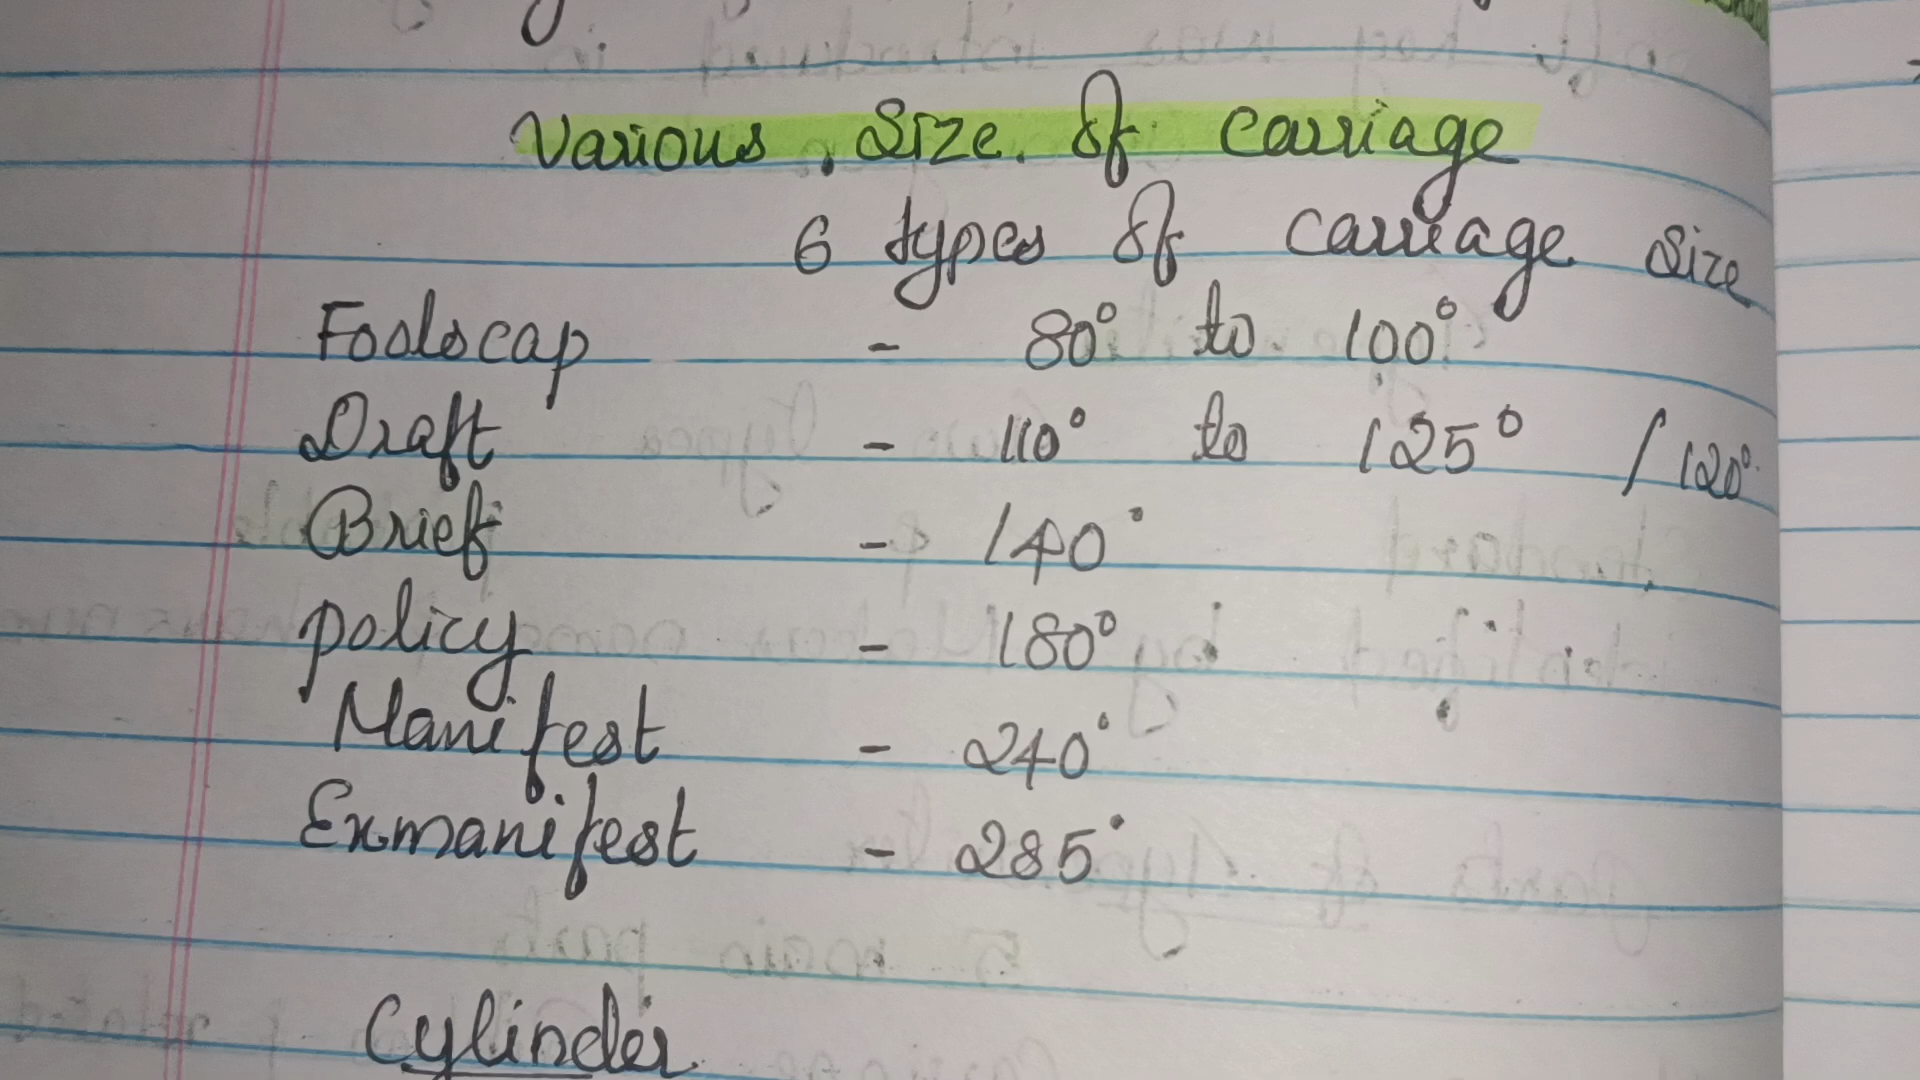 Various Size of carriage
6 types of carriage size
Foolscap - 80° to 100°
Draft - 110° to 125° / 120°
Brief - 140°
policy - 180°
Manifest - 240°
Exmanifest - 285°
Cylinder